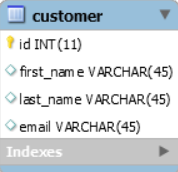 customer
id INT(11)
first_name VARCHAR(45)
last_name VARCHAR(45)
email VARCHAR(45)
Indexes